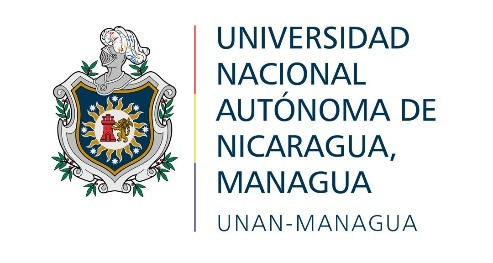 UNIVERSIDAD
NACIONAL
AUTÓNOMA DE
NICARAGUA,
MANAGUA
UNAN-MANAGUA